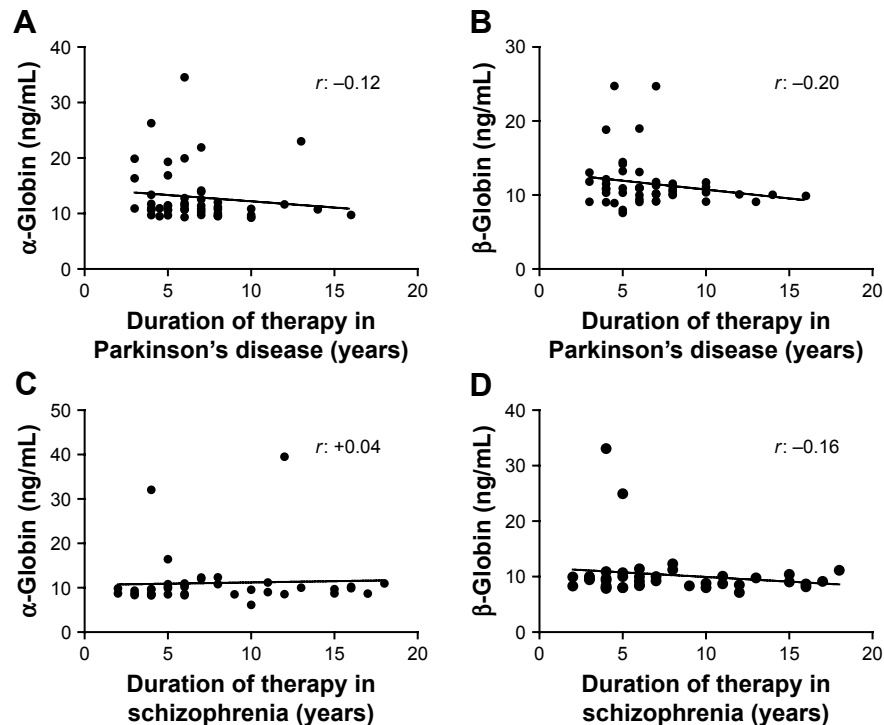 A
α-Globin (ng/mL)
40
30
20
10
0
r: –0.12
0 5 10 15 20
Duration of therapy in
Parkinson's disease (years)
B
β-Globin (ng/mL)
30
20
10
0
r: –0.20
0 5 10 15 20
Duration of therapy in
Parkinson's disease (years)
C
α-Globin (ng/mL)
50
40
30
20
10
0
r: +0.04
0 5 10 15 20
Duration of therapy in
schizophrenia (years)
D
β-Globin (ng/mL)
40
30
20
10
0
r: –0.16
0 5 10 15 20
Duration of therapy in
schizophrenia (years)